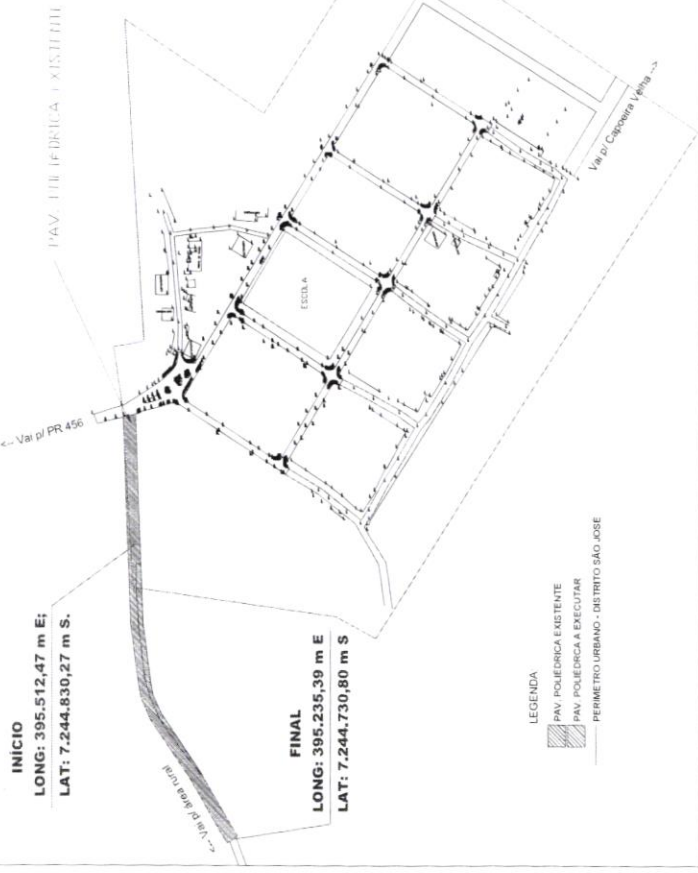 PAV. POLIÉDRICA EXISTENTE
<-- Vai p/ PR 456
INÍCIO
LONG: 395.512,47 m E;
LAT: 7.244.830,27 m S.
ESCOLA
Vai p/ Capoeira Velha -->
<-- Vai p/ área rural
FINAL
LONG: 395.235,39 m E
LAT: 7.244.730,80 m S
LEGENDA
PAV. POLIÉDRICA EXISTENTE
PAV. POLIÉDRCA A EXECUTAR
PERÍMETRO URBANO - DISTRITO SÃO JOSÉ